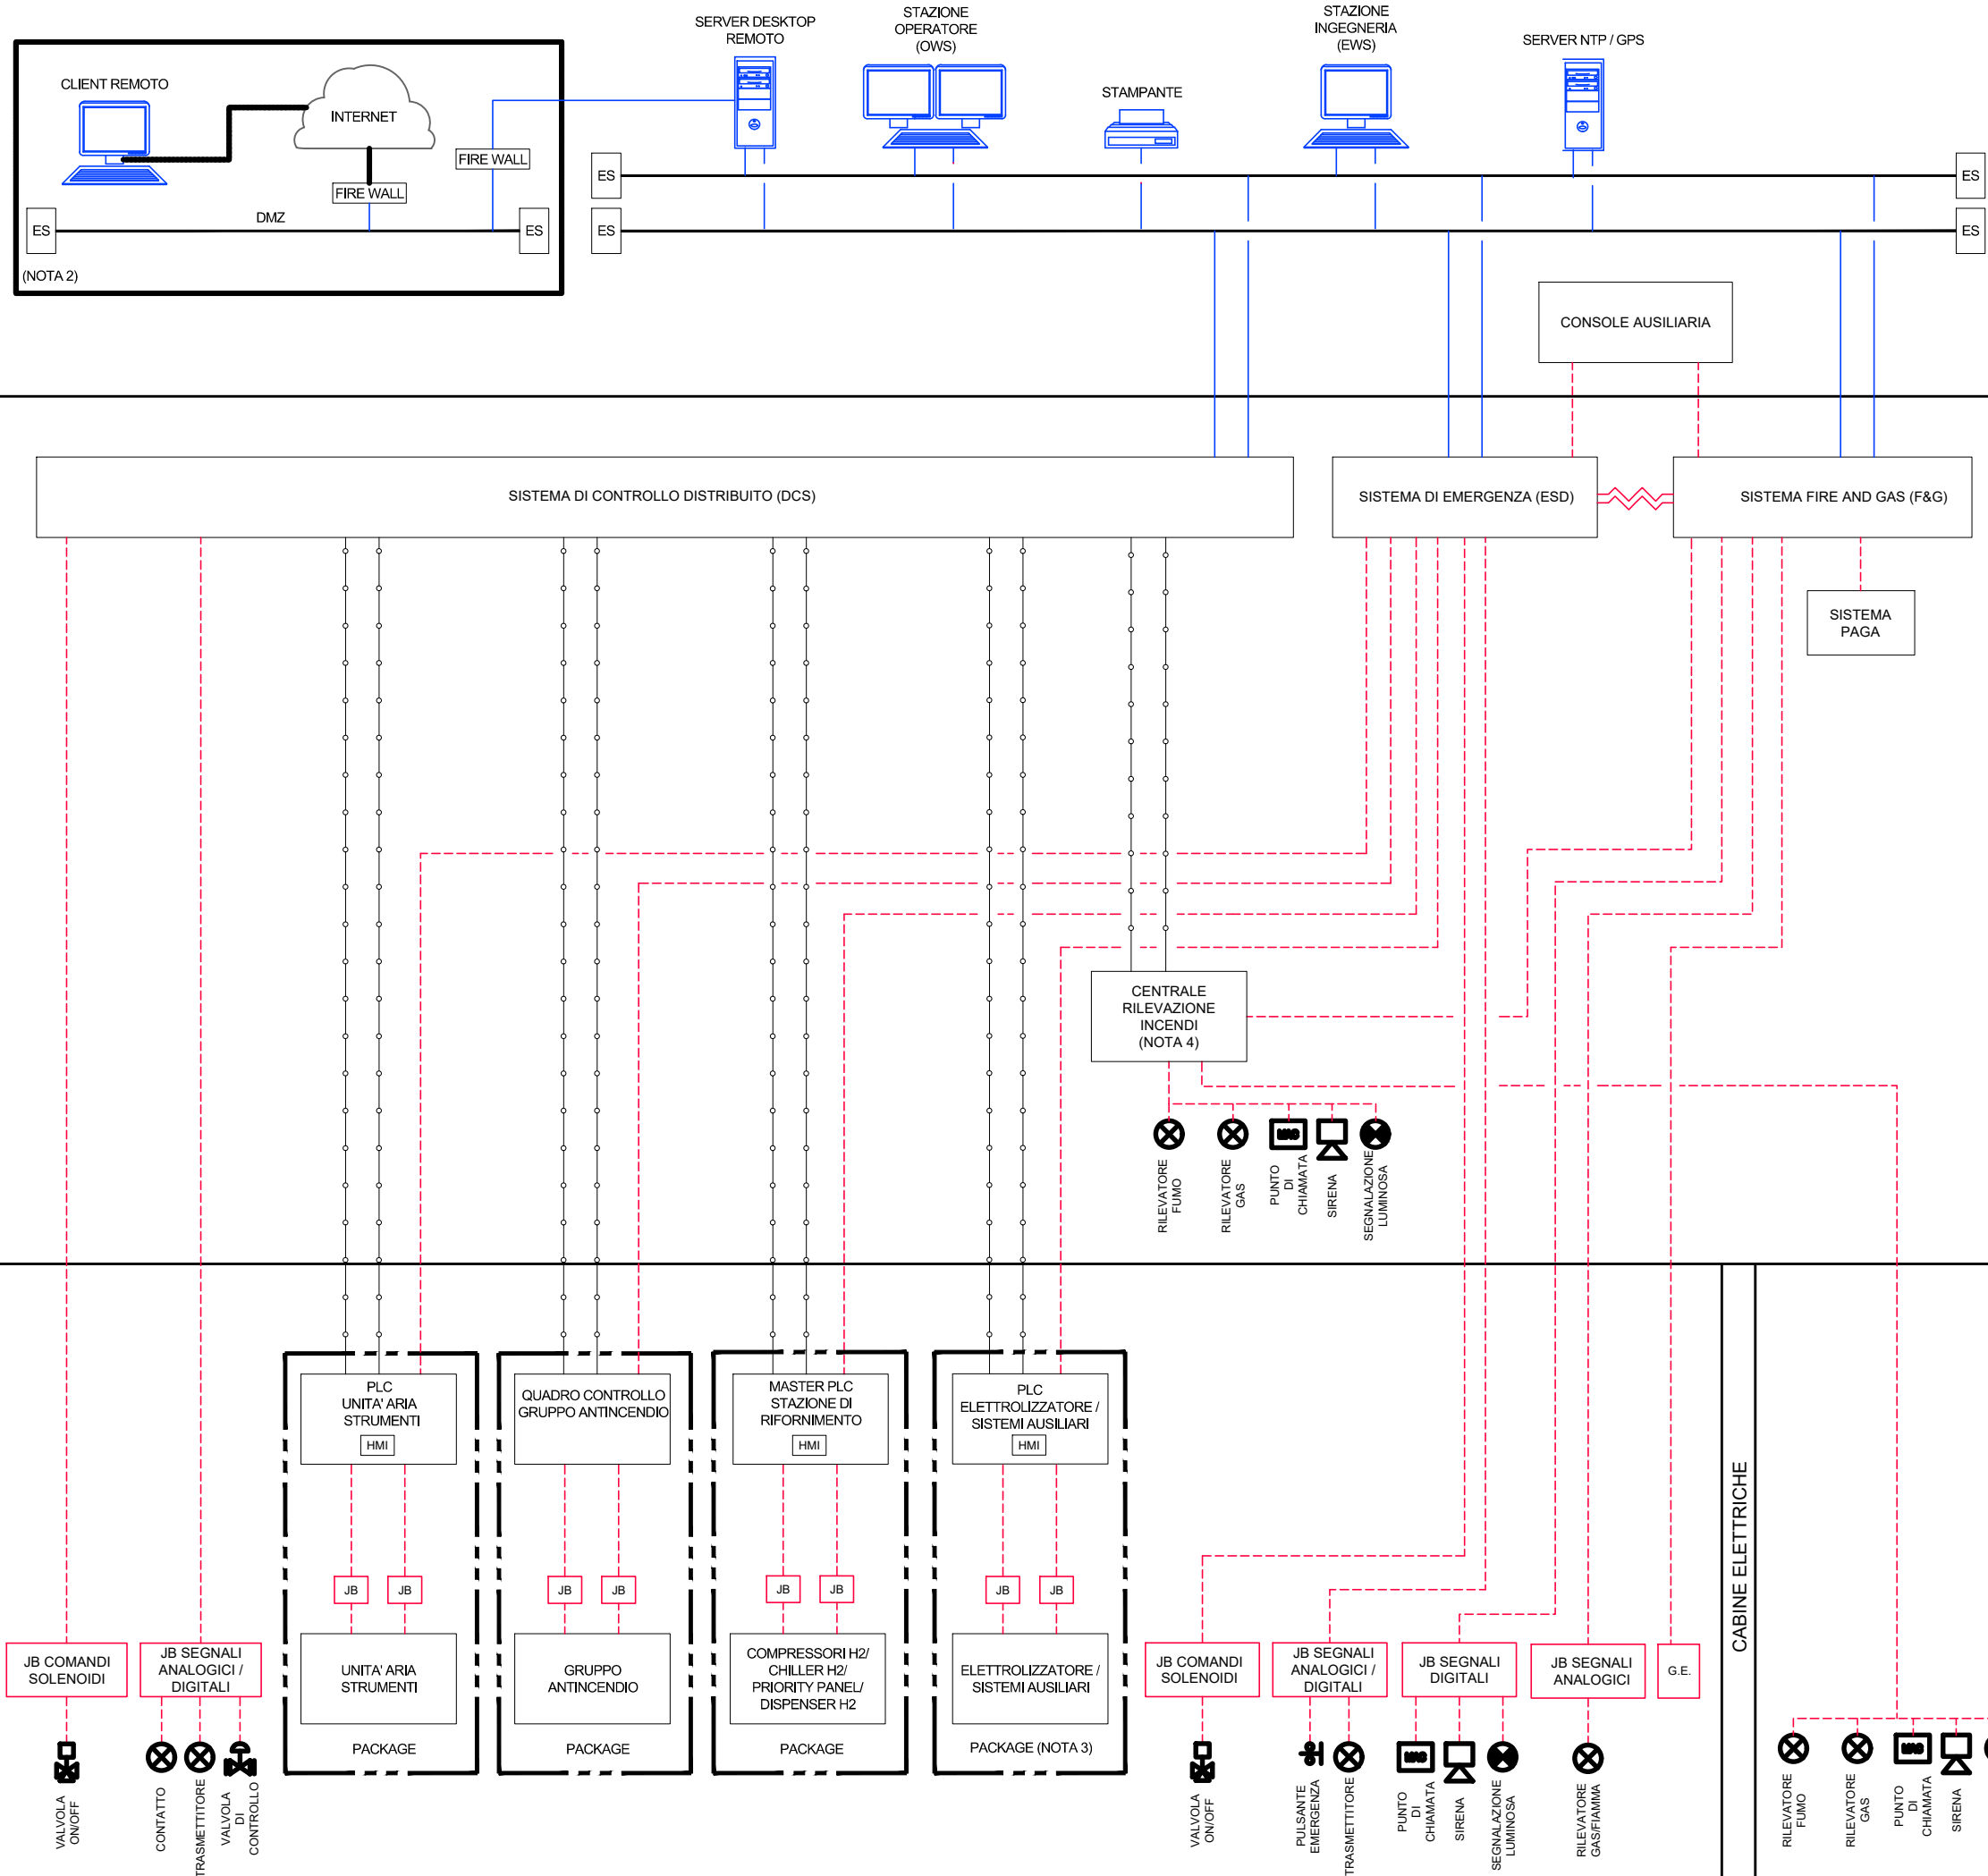 SERVER DESKTOP
REMOTO
STAZIONE
OPERATORE
(OWS)
STAZIONE
INGEGNERIA
(EWS)
SERVER NTP / GPS
STAMPANTE
CLIENT REMOTO
INTERNET
FIRE WALL
FIRE WALL
DMZ
ES
ES
(NOTA 2)
ES
ES
ES
ES
CONSOLE AUSILIARIA
SISTEMA DI CONTROLLO DISTRIBUITO (DCS)
SISTEMA DI EMERGENZA (ESD)
SISTEMA FIRE AND GAS (F&G)
SISTEMA
PAGA
CENTRALE
RILEVAZIONE
INCENDI
(NOTA 4)
MAC
RILEVATORE
FUMO
RILEVATORE
GAS
PUNTO
DI
CHIAMATA
SIRENA
SEGNALAZIONE
LUMINOSA
PLC
UNITA' ARIA
STRUMENTI
HMI
JB
JB
UNITA' ARIA
STRUMENTI
PACKAGE
QUADRO CONTROLLO
GRUPPO ANTINCENDIO
JB
JB
GRUPPO
ANTINCENDIO
PACKAGE
MASTER PLC
STAZIONE DI
RIFORNIMENTO
HMI
JB
JB
COMPRESSORI H2/
CHILLER H2/
PRIORITY PANEL/
DISPENSER H2
PACKAGE
PLC
ELETTROLIZZATORE /
SISTEMI AUSILIARI
HMI
JB
JB
ELETTROLIZZATORE /
SISTEMI AUSILIARI
PACKAGE (NOTA 3)
CABINE ELETTRICHE
JB COMANDI
SOLENOIDI
JB SEGNALI
ANALOGICI /
DIGITALI
VALVOLA
ON/OFF
CONTATTO
TRASMETTITORE
VALVOLA
DI
CONTROLLO
JB COMANDI
SOLENOIDI
JB SEGNALI
ANALOGICI /
DIGITALI
JB SEGNALI
DIGITALI
JB SEGNALI
ANALOGICI
G.E.
MAC
MAC
VALVOLA
ON/OFF
PULSANTE
EMERGENZA
TRASMETTITORE
PUNTO
DI
CHIAMATA
SIRENA
SEGNALAZIONE
LUMINOSA
RILEVATORE
GAS/FIAMMA
RILEVATORE
FUMO
RILEVATORE
GAS
PUNTO
DI
CHIAMATA
SIRENA